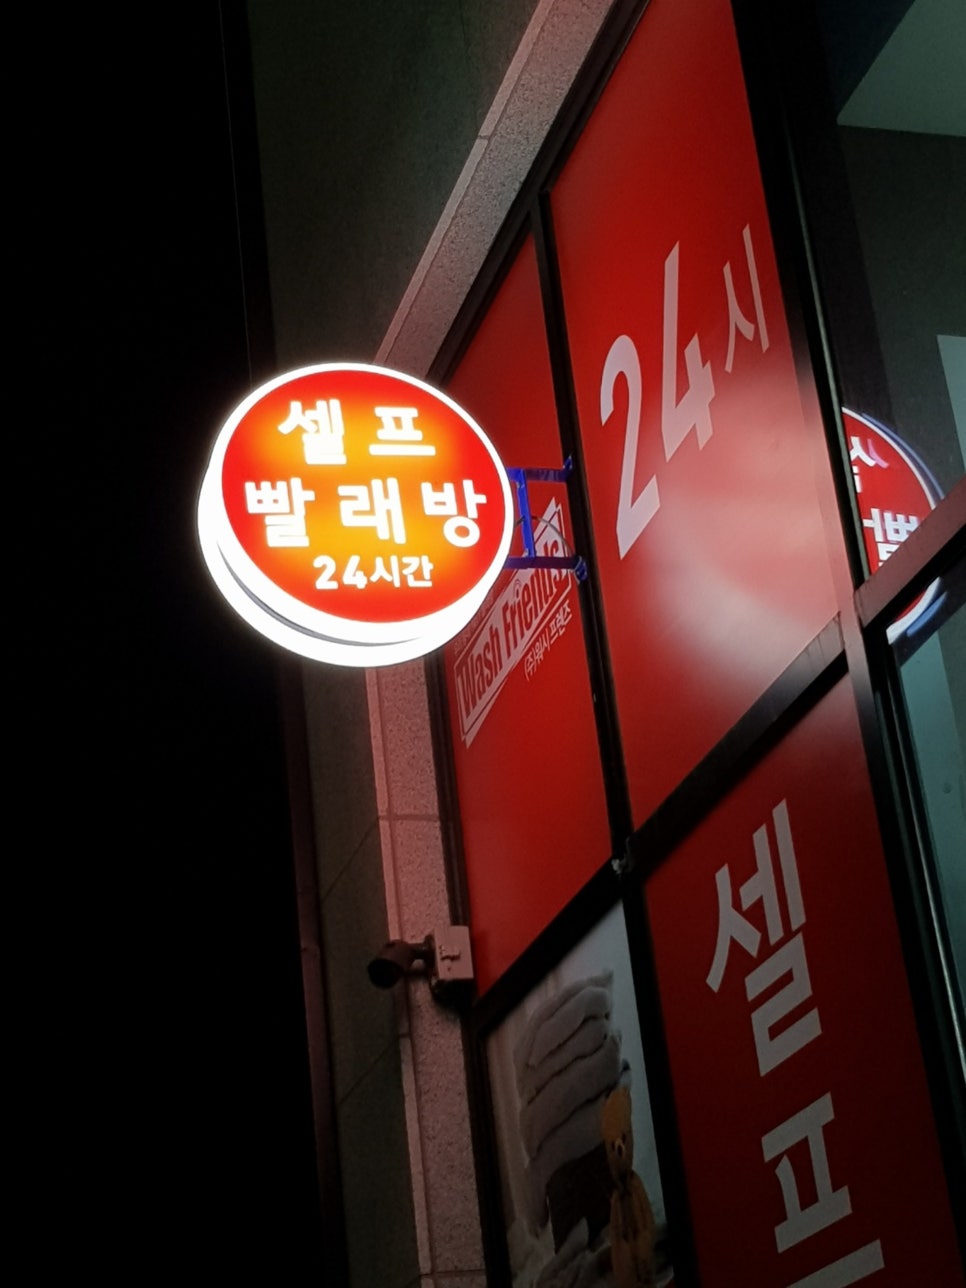 셀프
빨래방
24시간
24시
Wash Friends
(주)워시프렌즈
셀프